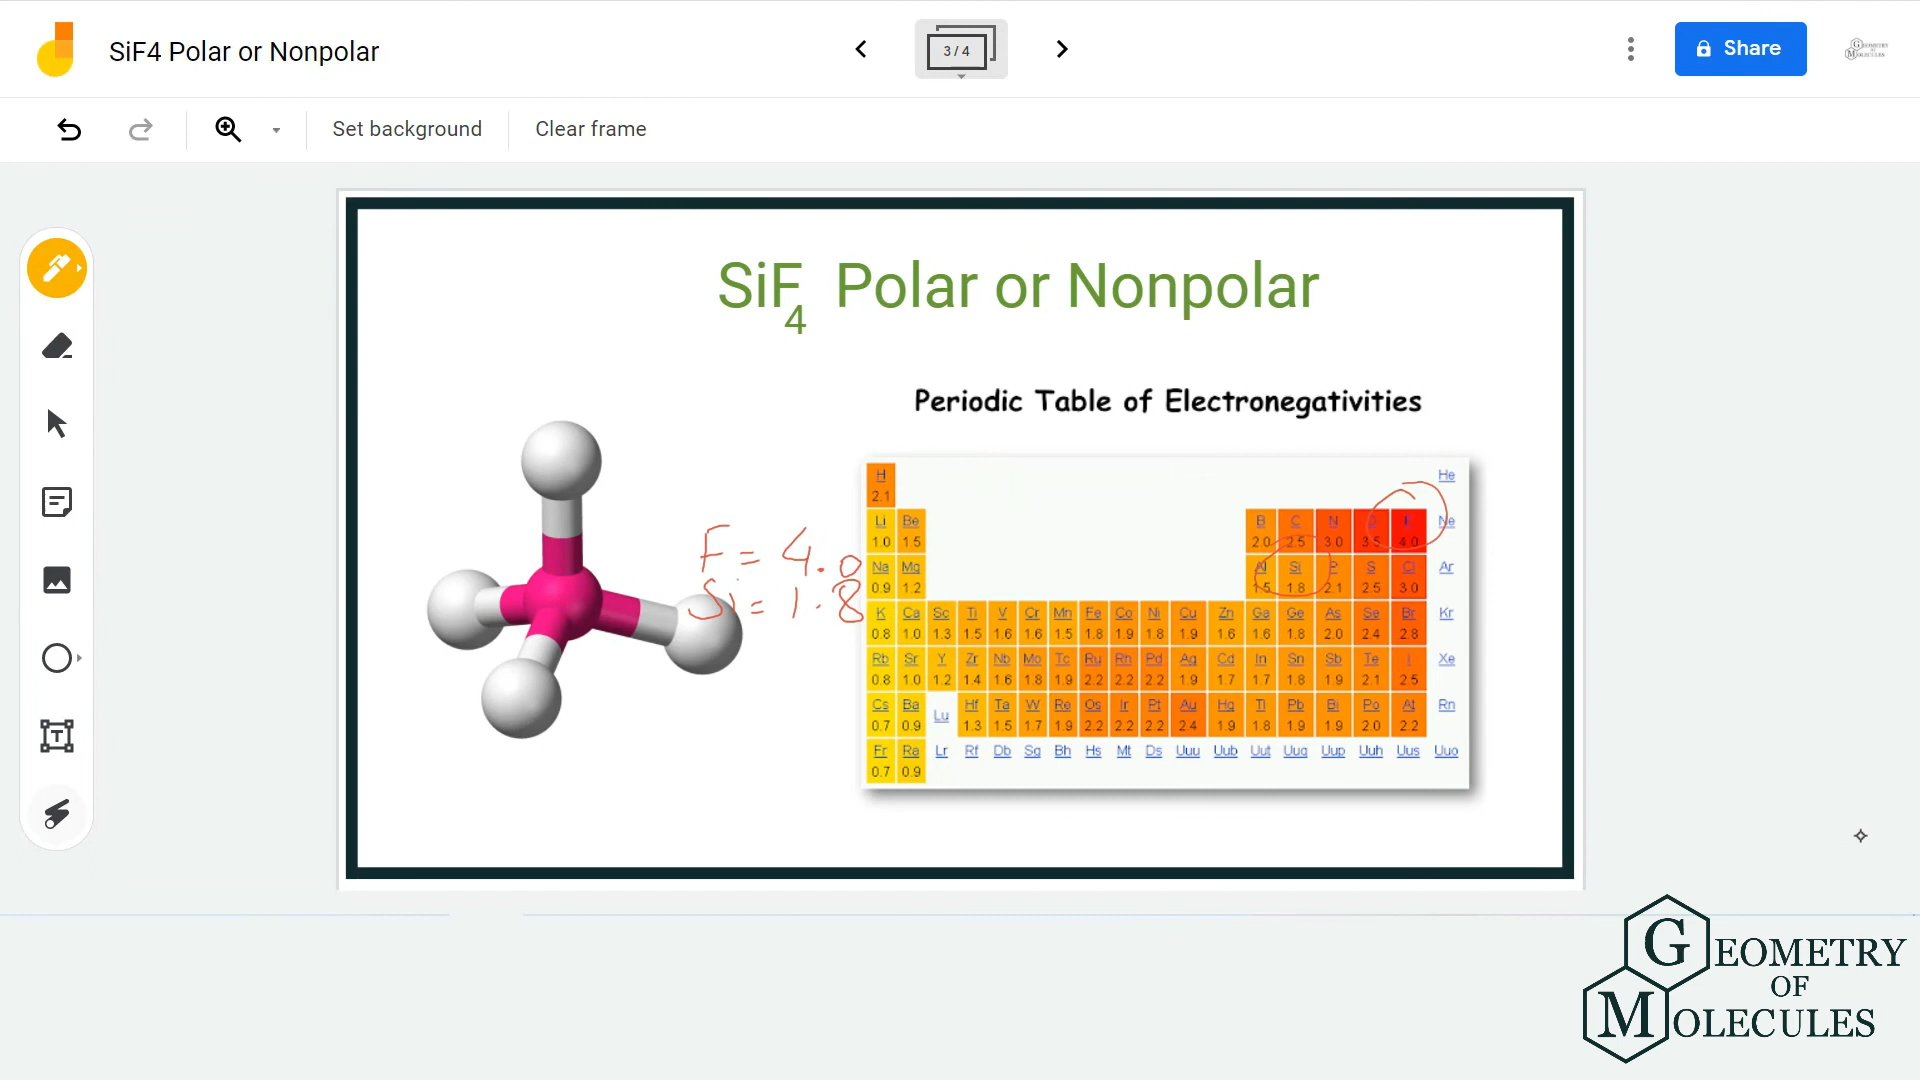 SiF4 Polar or Nonpolar
3 / 4
Share
GEOMETRY OF MOLECULES
Set background
Clear frame
SiF4 Polar or Nonpolar
Periodic Table of Electronegativities
F = 4.0
Si = 1.8
H He
2.1
Li Be B C N O F Ne
1.0 1.5 2.0 2.5 3.0 3.5 4.0
Na Mg Al Si P S Cl Ar
0.9 1.2 1.5 1.8 2.1 2.5 3.0
K Ca Sc Ti V Cr Mn Fe Co Ni Cu Zn Ga Ge As Se Br Kr
0.8 1.0 1.3 1.5 1.6 1.6 1.5 1.8 1.9 1.8 1.9 1.6 1.6 1.8 2.0 2.4 2.8
Rb Sr Y Zr Nb Mo Tc Ru Rh Pd Ag Cd In Sn Sb Te I Xe
0.8 1.0 1.2 1.4 1.6 1.8 1.9 2.2 2.2 2.2 1.9 1.7 1.7 1.8 1.9 2.1 2.5
Cs Ba Lu Hf Ta W Re Os Ir Pt Au Hg Tl Pb Bi Po At Rn
0.7 0.9 1.3 1.5 1.7 1.9 2.2 2.2 2.2 2.4 1.9 1.8 1.9 1.9 2.0 2.2
Fr Ra Lr Rf Db Sg Bh Hs Mt Ds Uuu Uub Uut Uuq Uup Uuh Uus Uuo
0.7 0.9
GEOMETRY
OF
MOLECULES